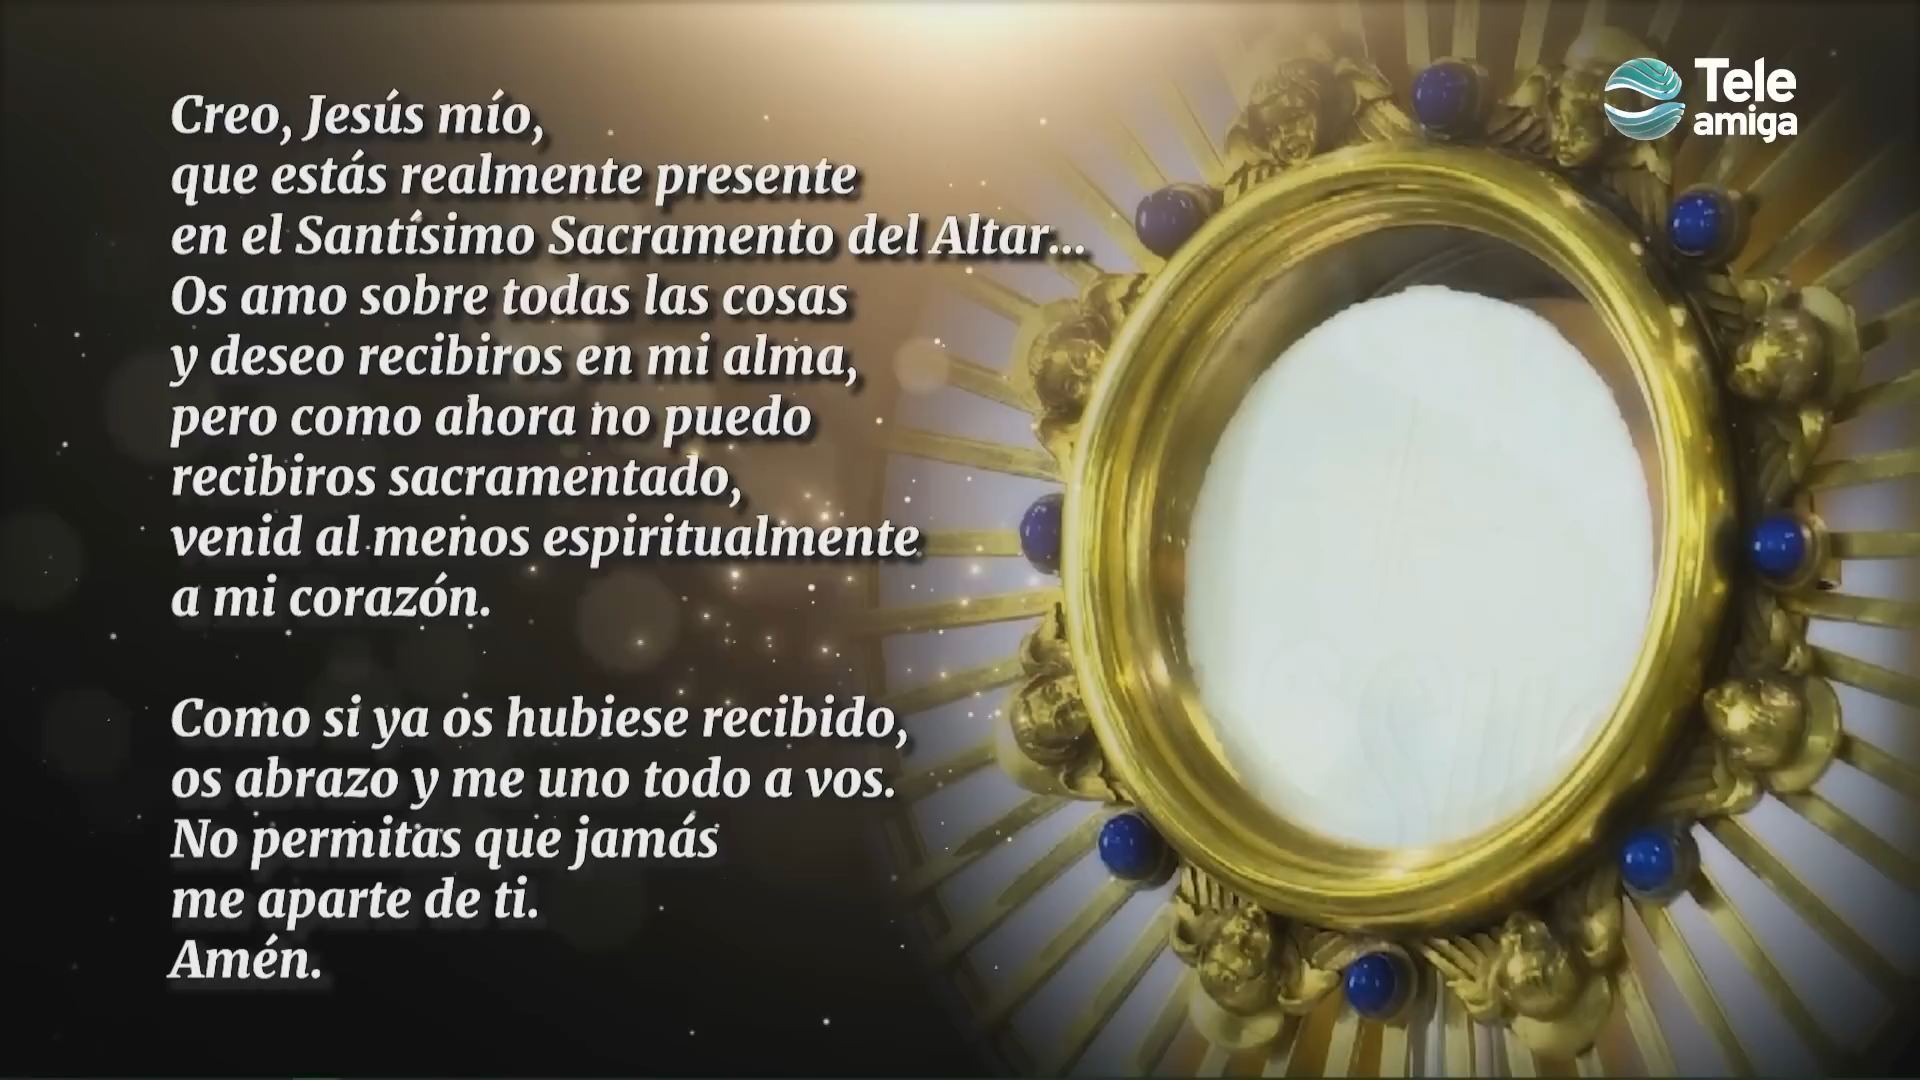 Creo, Jesús mío,
que estás realmente presente
en el Santísimo Sacramento del Altar...
Os amo sobre todas las cosas
y deseo recibiros en mi alma,
pero como ahora no puedo
recibiros sacramentado,
venid al menos espiritualmente
a mi corazón.
Como si ya os hubiese recibido,
os abrazo y me uno todo a vos.
No permitas que jamás
me aparte de ti.
Amén.
Tele
amiga